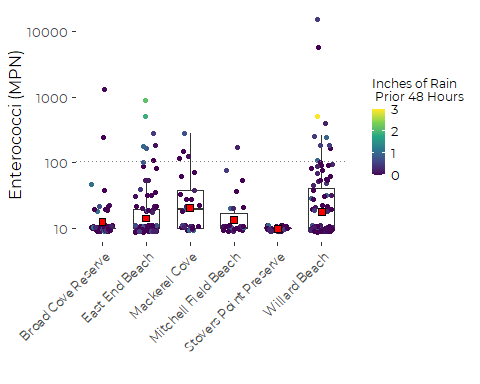 Enterococci (MPN)
10000
1000
100
10
Broad Cove Reserve
East End Beach
Mackerel Cove
Mitchell Field Beach
Stovers Point Preserve
Willard Beach
Inches of Rain
Prior 48 Hours
3
2
1
0